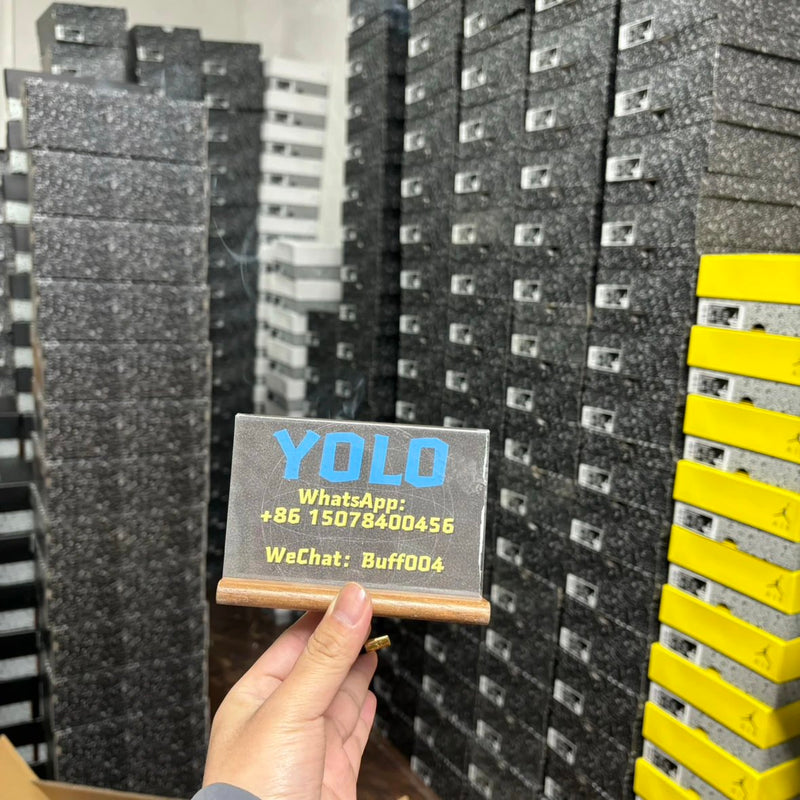 YOLO
WhatsApp:
+86 15078400456
WeChat: Buff004